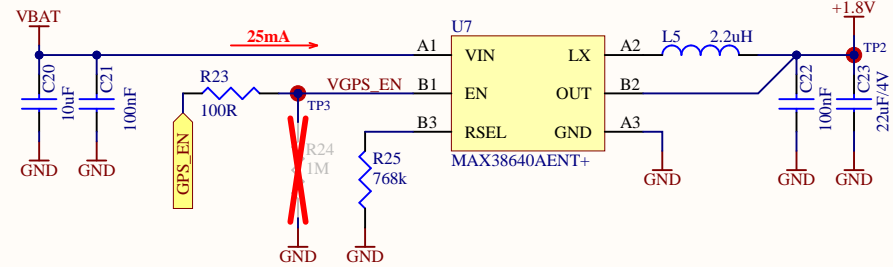 VBAT
25mA
U7
+1.8V
A1
VIN
LX
A2
L5
2.2uH
TP2
C20
10uF
C21
100nF
R23
100R
VGPS_EN
TP3
B1
EN
OUT
B2
C22
100nF
C23
22uF/4V
GPS_EN
R24
1M
B3
RSEL
GND
A3
R25
768k
MAX38640AENT+
GND
GND
GND
GND
GND
GND
GND